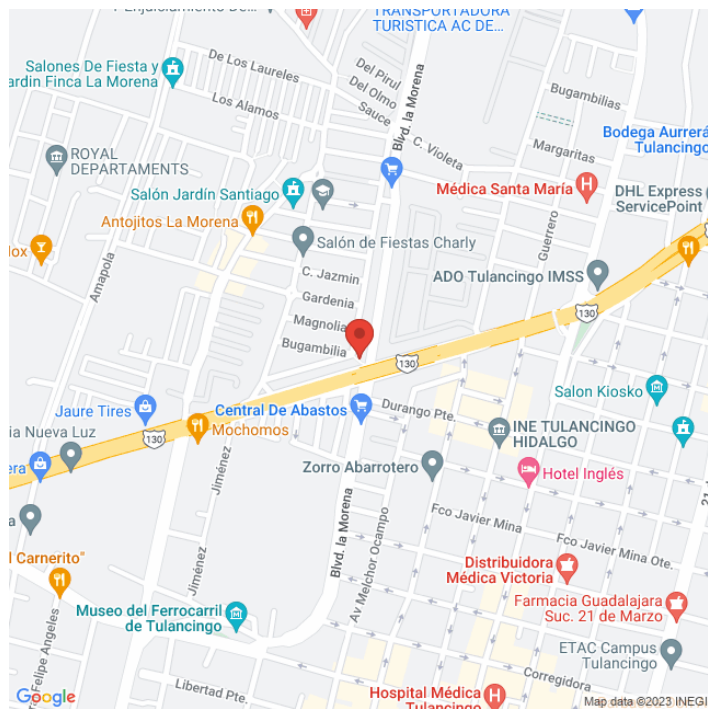 TRANSPORTADORA
TURISTICA AC DE…
Salones De Fiesta y
Jardin Finca La Morena
De Los Laureles
Los Alamos
Del Pirul
Del Olmo
Sauce
Blvd. la Morena
C. Violeta
Bugambilias
Margaritas
Bodega Aurrerá
Tulancingo
ROYAL
DEPARTAMENTS
Salón Jardín Santiago
Médica Santa María
DHL Express
ServicePoint
Antojitos La Morena
Salón de Fiestas Charly
Guerrero
Amapola
C. Jazmin
ADO Tulancingo IMSS
Gardenia
Magnolia
130
Bugambilia
130
Salon Kiosko
Jaure Tires
Central De Abastos
Durango Pte.
Mochomos
INE TULANCINGO
HIDALGO
ia Nueva Luz
130
Zorro Abarrotero
Hotel Inglés
era
Jiménez
Blvd. la Morena
Av Melchor Ocampo
Fco Javier Mina
Fco Javier Mina Ote.
l Carnerito"
Jiménez
Distribuidora
Médica Victoria
Museo del Ferrocarril
de Tulancingo
Farmacia Guadalajara
Suc. 21 de Marzo
Felipe Angeles
ETAC Campus
Tulancingo
Libertad Pte.
Corregidora
Hospital Médica
Tulancingo
Google
Map data ©2023 INEGI